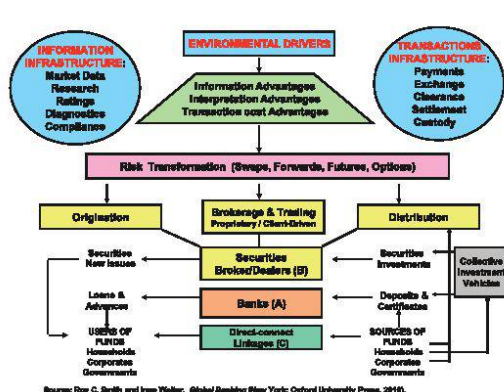 INFORMATION
INFRASTRUCTURE:
Market Data
Research
Ratings
Diagnostics
Compliance
ENVIRONMENTAL DRIVERS
TRANSACTIONS
INFRASTRUCTURE:
Payments
Exchange
Clearance
Settlement
Custody
Information Advantages
Interpretation Advantages
Transaction cost Advantages
Risk Transformation (Swaps, Forwards, Futures, Options)
Origination
Brokerage & Trading
Proprietary / Client-Driven
Distribution
Securities
New Issues
Securities
Broker/Dealers (B)
Securities
Investments
Collective
Investment
Vehicles
Loans &
Advances
Banks (A)
Deposits &
Certificates
USERS OF
FUNDS
Households
Corporates
Governments
Direct-connect
Linkages (C)
SOURCES OF
FUNDS
Households
Corporates
Governments
Source: Roy C. Smith and Ingo Walter, Global Banking (New York: Oxford University Press, 2016).